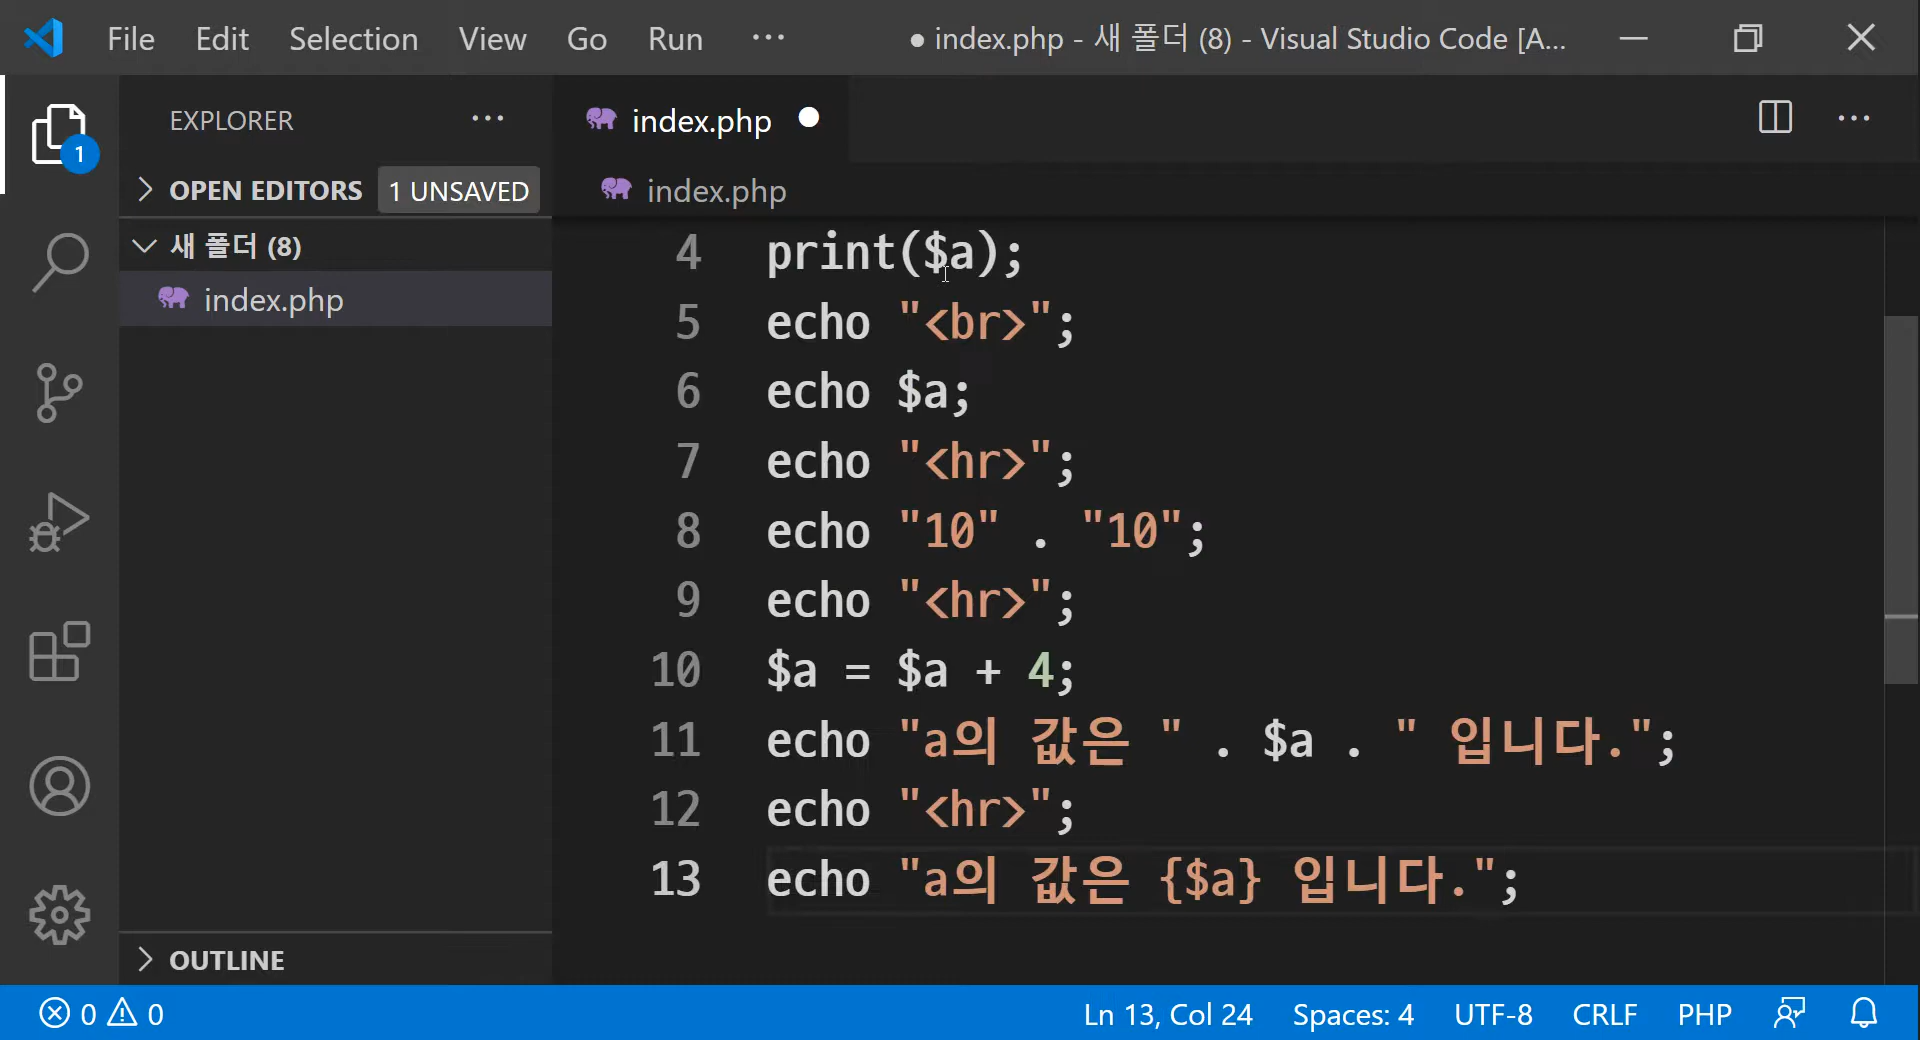 File Edit Selection View Go Run ··· ● index.php - 새 폴더 (8) - Visual Studio Code [A...
EXPLORER ···
index.php ●
1
OPEN EDITORS 1 UNSAVED
index.php
새 폴더 (8)
index.php
4 print($a);
5 echo "<br>";
6 echo $a;
7 echo "<hr>";
8 echo "10" . "10";
9 echo "<hr>";
10 $a = $a + 4;
11 echo "a의 값은 " . $a . " 입니다.";
12 echo "<hr>";
13 echo "a의 값은 {$a} 입니다.";
OUTLINE
0 0 Ln 13, Col 24 Spaces: 4 UTF-8 CRLF PHP